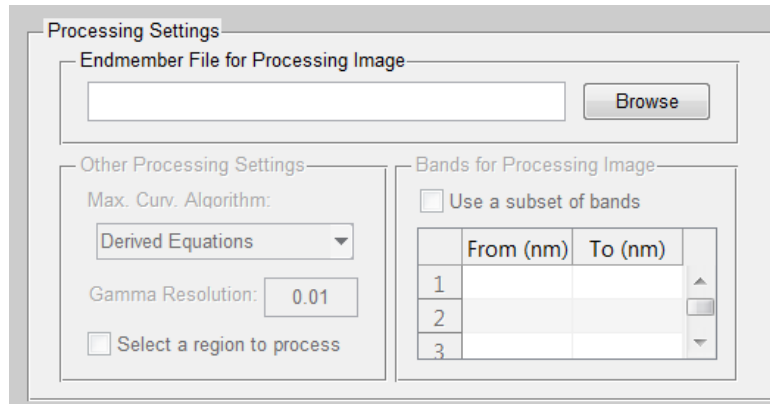 Processing Settings
Endmember File for Processing Image
Browse
Other Processing Settings
Max. Curv. Algorithm:
Derived Equations
Gamma Resolution: 0.01
Select a region to process
Bands for Processing Image
Use a subset of bands
From (nm) To (nm)
1
2
3